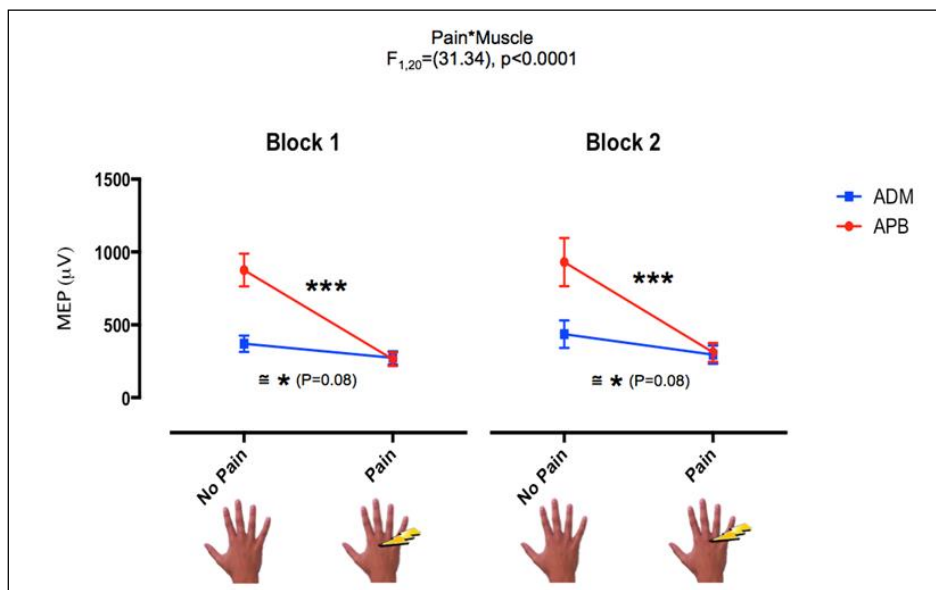 Pain*Muscle
F1,20=(31.34), p<0.0001
Block 1
Block 2
MEP (μV)
1500
1000
500
0
***
≅ * (P=0.08)
***
≅ * (P=0.08)
ADM
APB
No Pain
Pain
No Pain
Pain